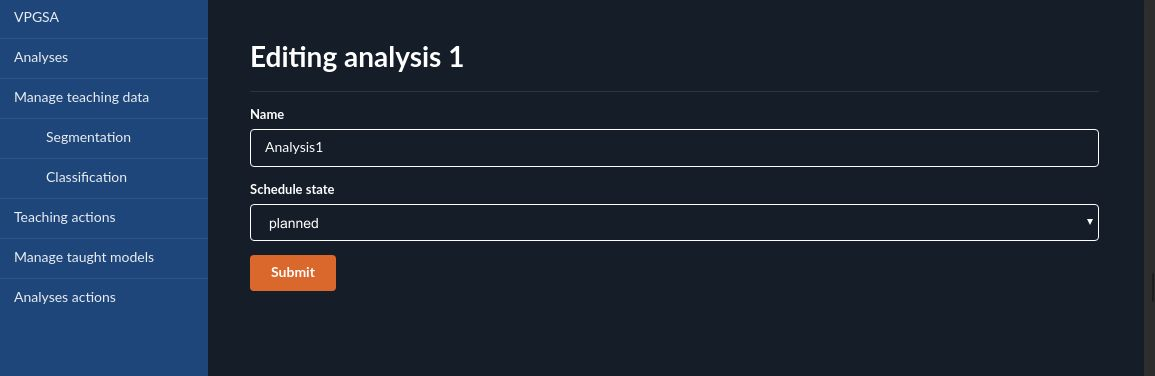 VPGSA
Analyses
Manage teaching data
Segmentation
Classification
Teaching actions
Manage taught models
Analyses actions
Editing analysis 1
Name
Analysis1
Schedule state
planned
Submit